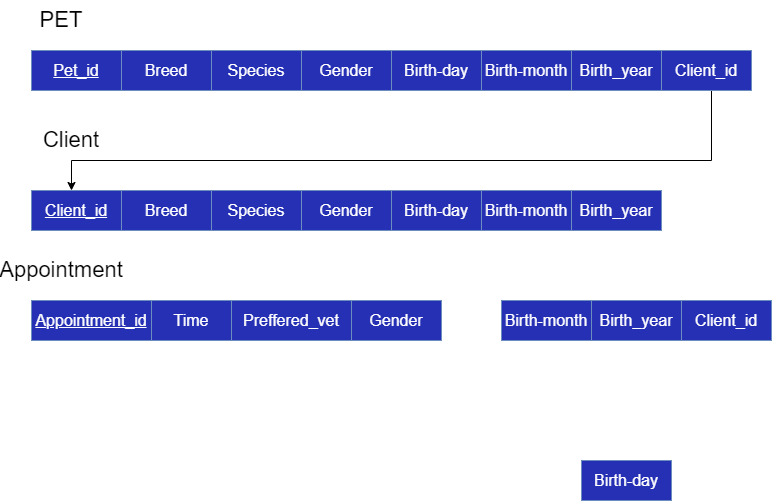 PET
Pet_id Breed Species Gender Birth-day Birth-month Birth_year Client_id
Client
Client_id Breed Species Gender Birth-day Birth-month Birth_year
Appointment
Appointment_id Time Preffered_vet Gender Birth-month Birth_year Client_id
Birth-day